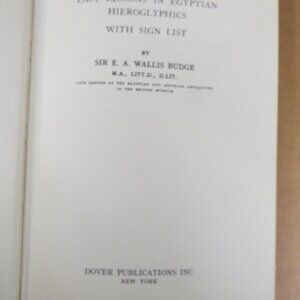 EASY LESSONS IN EGYPTIAN
HIEROGLYPHICS
WITH SIGN LIST
BY
SIR E. A. WALLIS BUDGE
M.A., LITT.D., D.LIT.
LATE KEEPER OF THE EGYPTIAN AND ASSYRIAN ANTIQUITIES
IN THE BRITISH MUSEUM
DOVER PUBLICATIONS INC.
NEW YORK